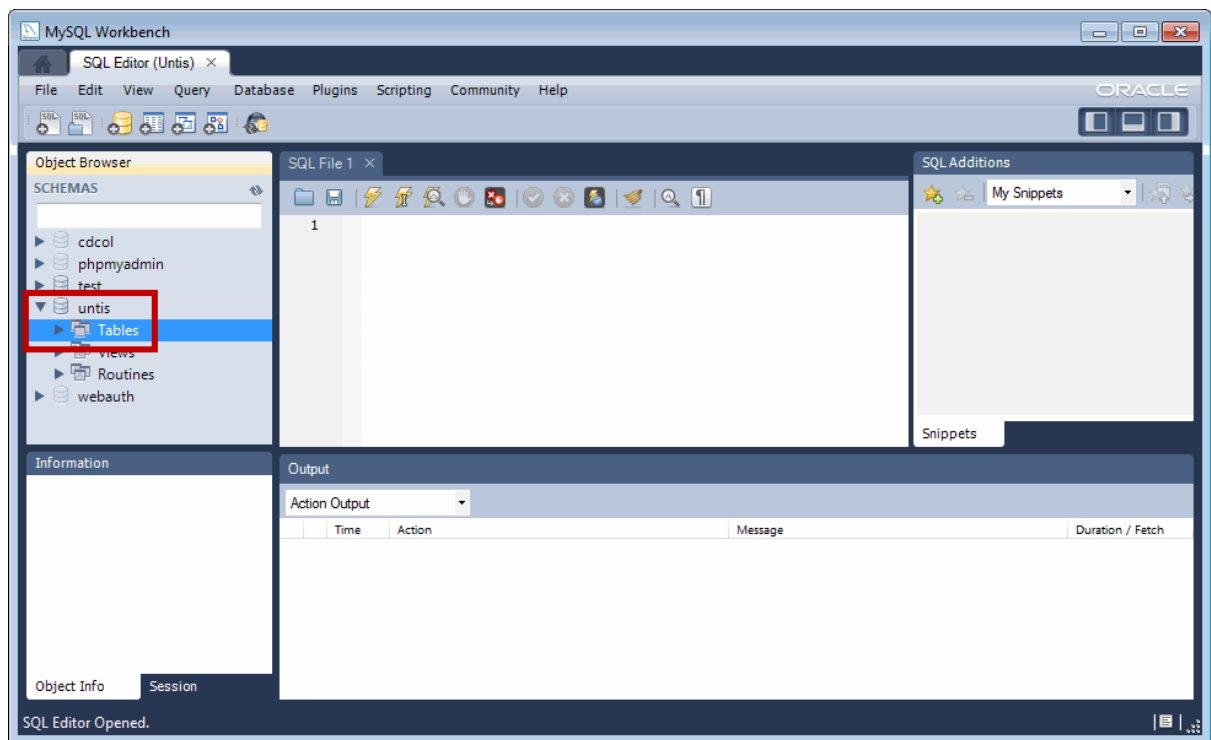 MySQL Workbench
SQL Editor (Untis) ×
File Edit View Query Database Plugins Scripting Community Help
ORACLE
SQL SQL
Object Browser
SQL File 1 ×
SQL Additions
SCHEMAS
My Snippets
1
cdcol
phpmyadmin
test
untis
Tables
Views
Routines
webauth
Snippets
Information
Output
Action Output
Time Action Message Duration / Fetch
Object Info Session
SQL Editor Opened.